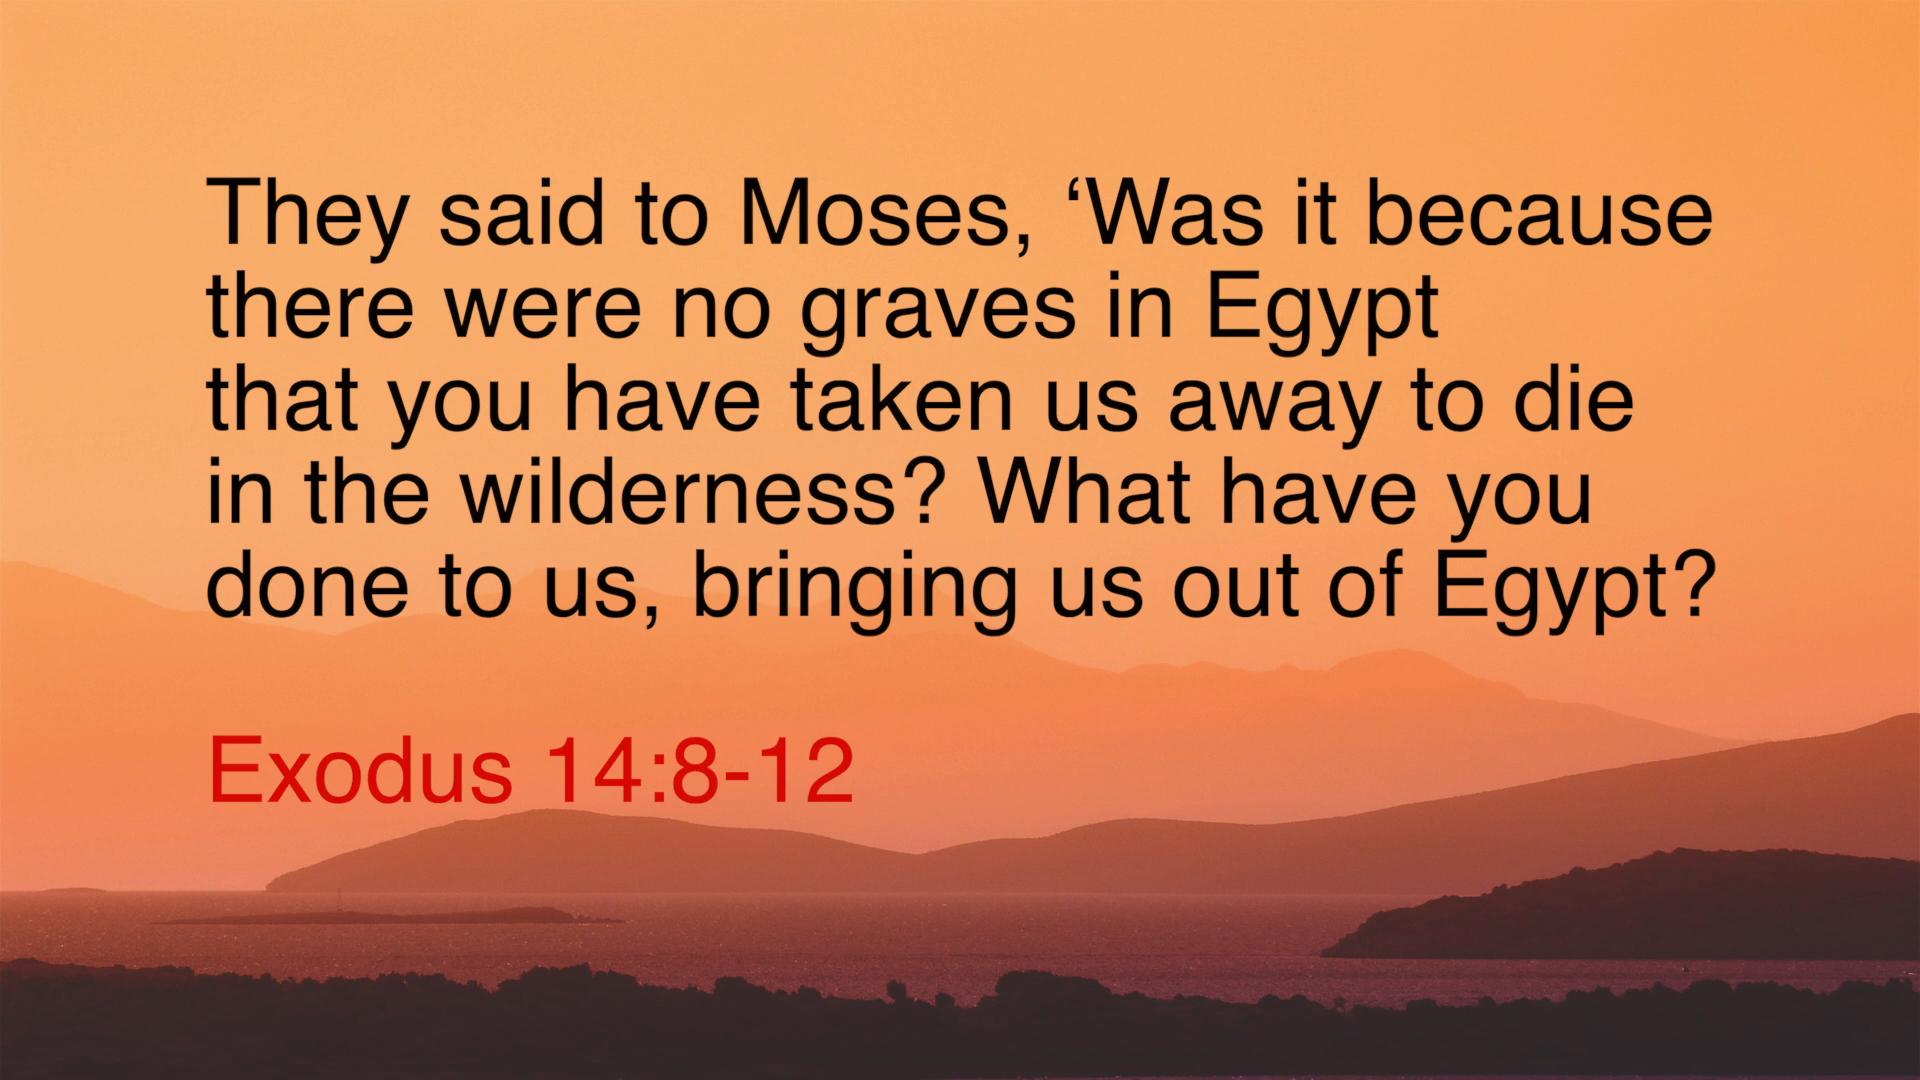 They said to Moses, ‘Was it because
there were no graves in Egypt
that you have taken us away to die
in the wilderness? What have you
done to us, bringing us out of Egypt?
Exodus 14:8-12